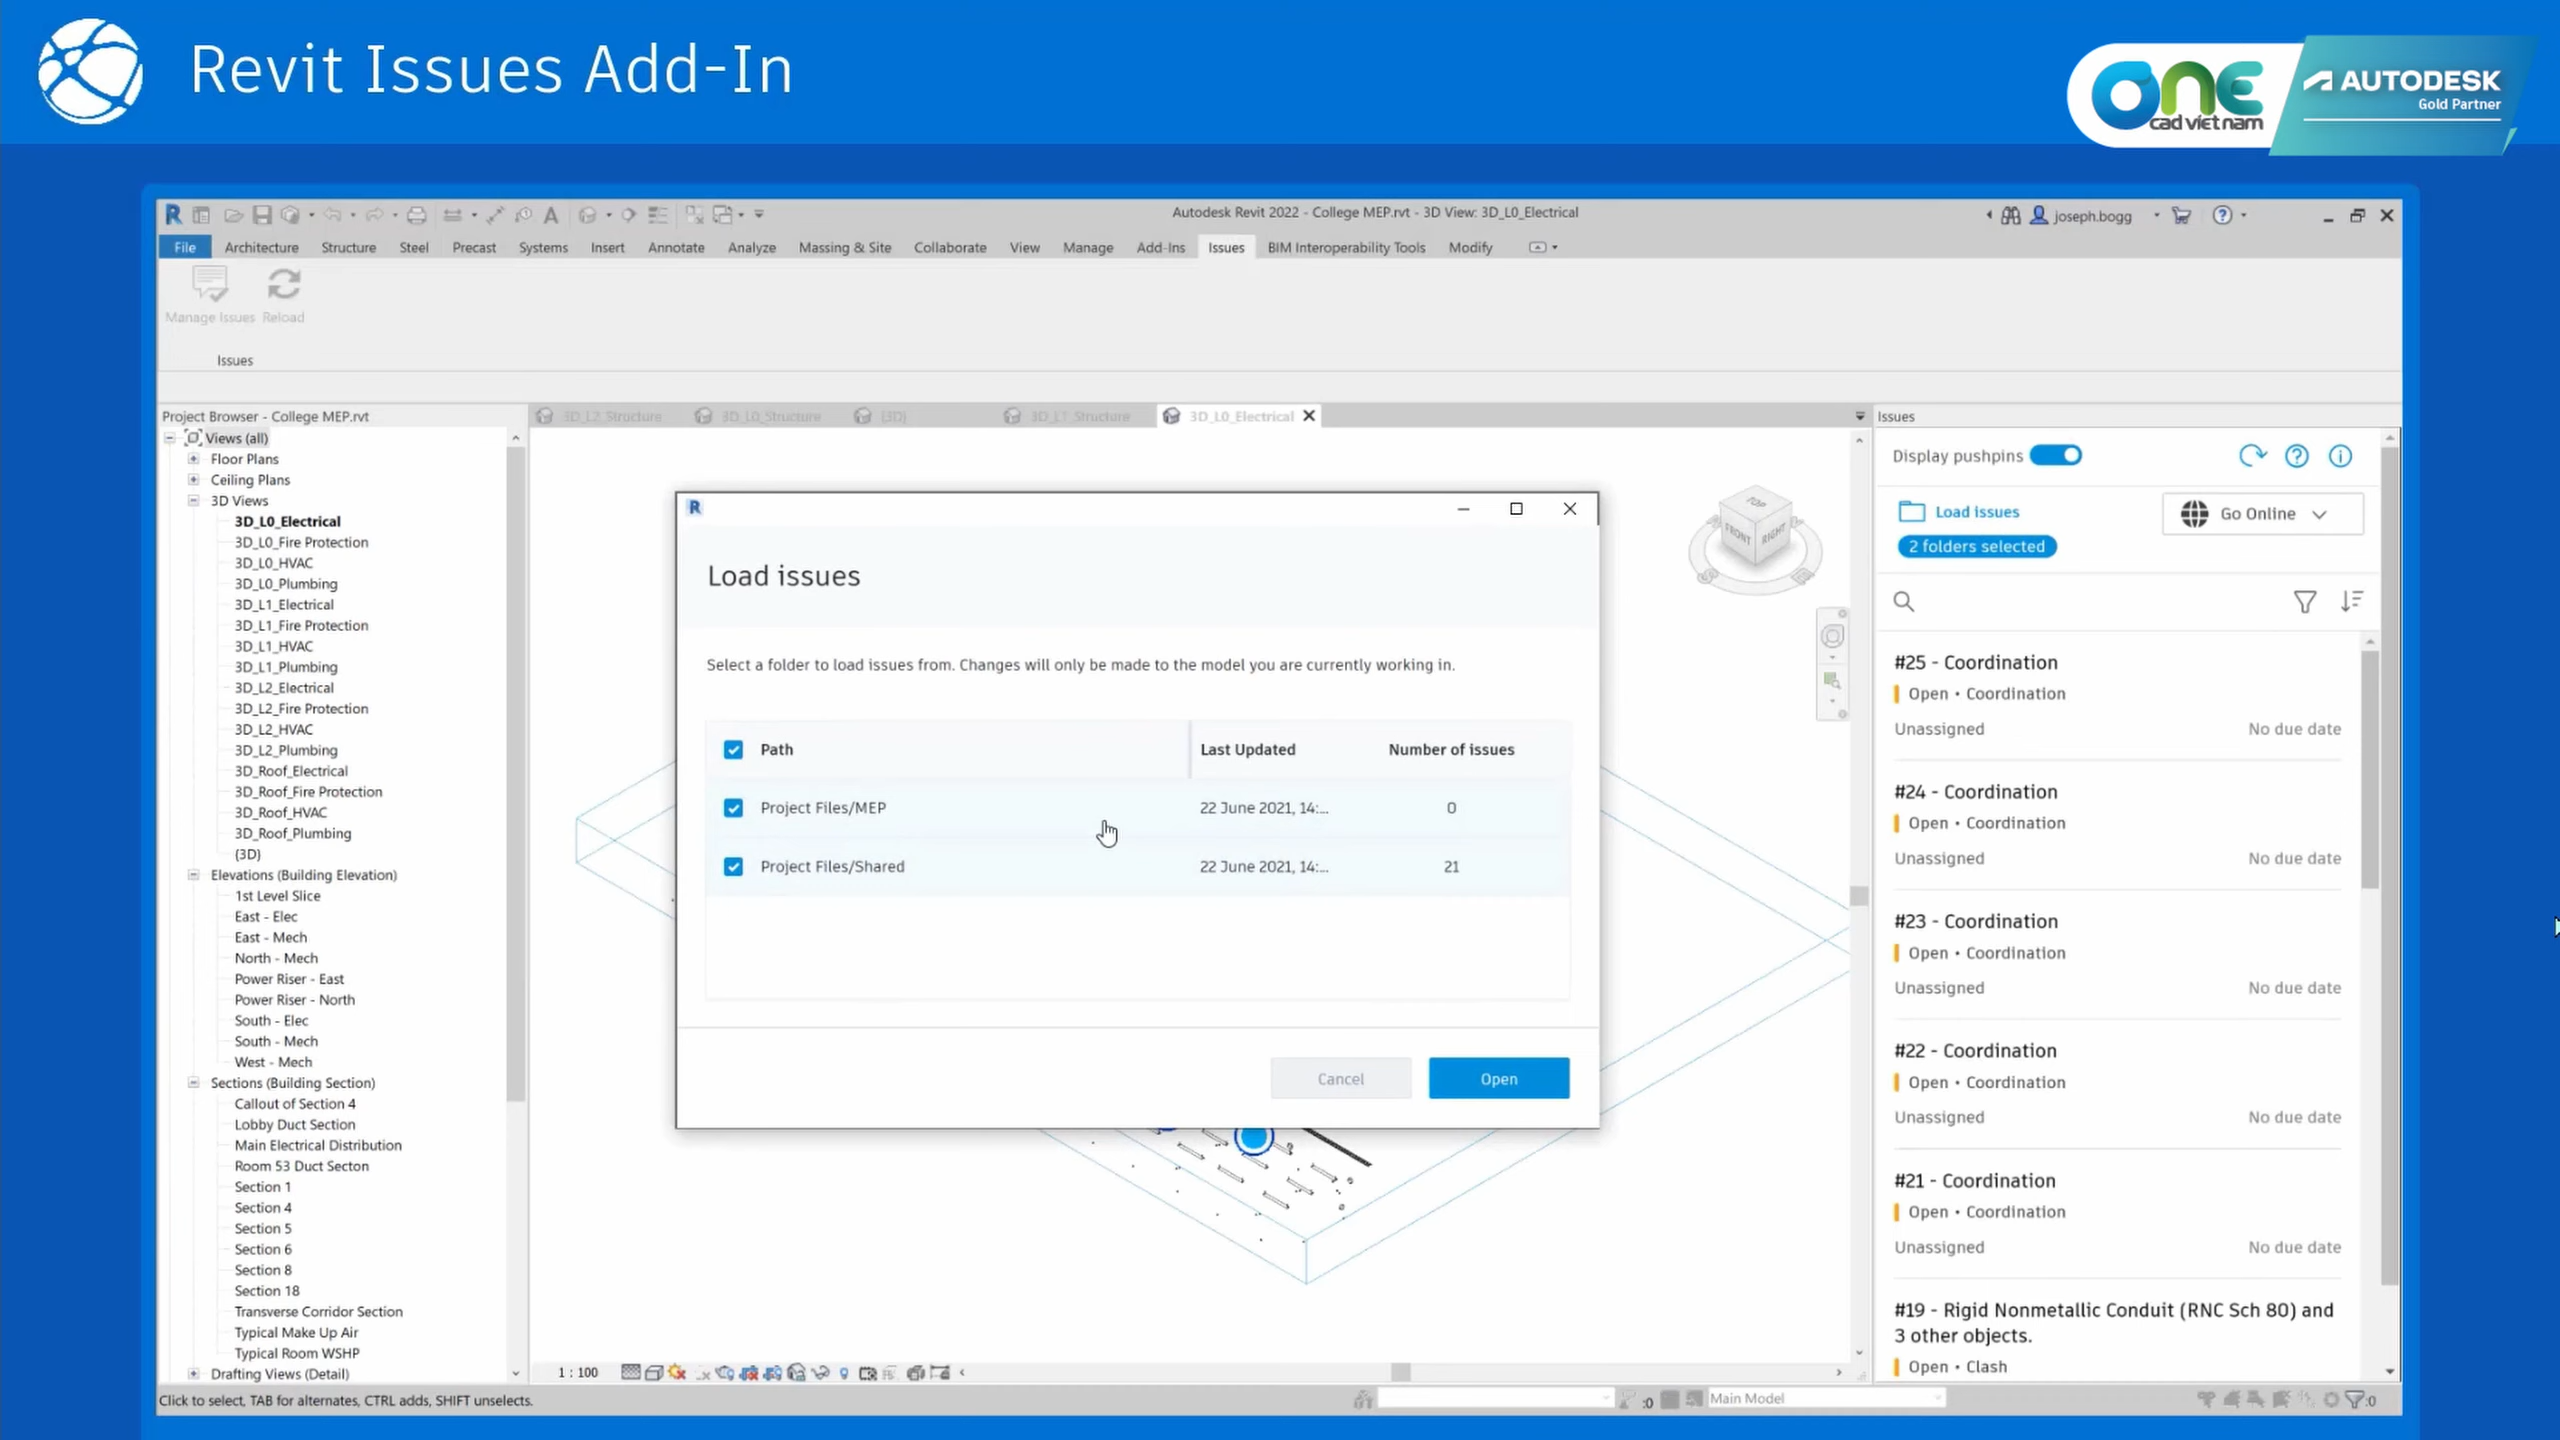 Revit Issues Add-In
ONE
cad việt nam
AUTODESK
Gold Partner
Autodesk Revit 2022 - College MEP.rvt - 3D View: 3D_L0_Electrical
joseph.bogg
File Architecture Structure Steel Precast Systems Insert Annotate Analyze Massing & Site Collaborate View Manage Add-Ins Issues BIM Interoperability Tools Modify
Manage Issues Reload
Issues
Project Browser - College MEP.rvt
Views (all)
Floor Plans
Ceiling Plans
3D Views
3D_L0_Electrical
3D_L0_Fire Protection
3D_L0_HVAC
3D_L0_Plumbing
3D_L1_Electrical
3D_L1_Fire Protection
3D_L1_HVAC
3D_L1_Plumbing
3D_L2_Electrical
3D_L2_Fire Protection
3D_L2_HVAC
3D_L2_Plumbing
3D_Roof_Electrical
3D_Roof_Fire Protection
3D_Roof_HVAC
3D_Roof_Plumbing
(3D)
Elevations (Building Elevation)
1st Level Slice
East - Elec
East - Mech
North - Mech
Power Riser - East
Power Riser - North
South - Elec
South - Mech
West - Mech
Sections (Building Section)
Callout of Section 4
Lobby Duct Section
Main Electrical Distribution
Room 53 Duct Secton
Section 1
Section 4
Section 5
Section 6
Section 8
Section 18
Transverse Corridor Section
Typical Make Up Air
Typical Room WSHP
Drafting Views (Detail)
3D_L2_Structure 3D_L0_Structure (3D) 3D_L1_Structure 3D_L0_Electrical
TOP
FRONT RIGHT
Load issues
Select a folder to load issues from. Changes will only be made to the model you are currently working in.
Path Last Updated Number of issues
Project Files/MEP 22 June 2021, 14:... 0
Project Files/Shared 22 June 2021, 14:... 21
Cancel Open
Issues
Display pushpins
Load issues Go Online
2 folders selected
#25 - Coordination
Open • Coordination
Unassigned No due date
#24 - Coordination
Open • Coordination
Unassigned No due date
#23 - Coordination
Open • Coordination
Unassigned No due date
#22 - Coordination
Open • Coordination
Unassigned No due date
#21 - Coordination
Open • Coordination
Unassigned No due date
#19 - Rigid Nonmetallic Conduit (RNC Sch 80) and
3 other objects.
Open • Clash
1 : 100
Click to select, TAB for alternates, CTRL adds, SHIFT unselects.
:0 Main Model :0